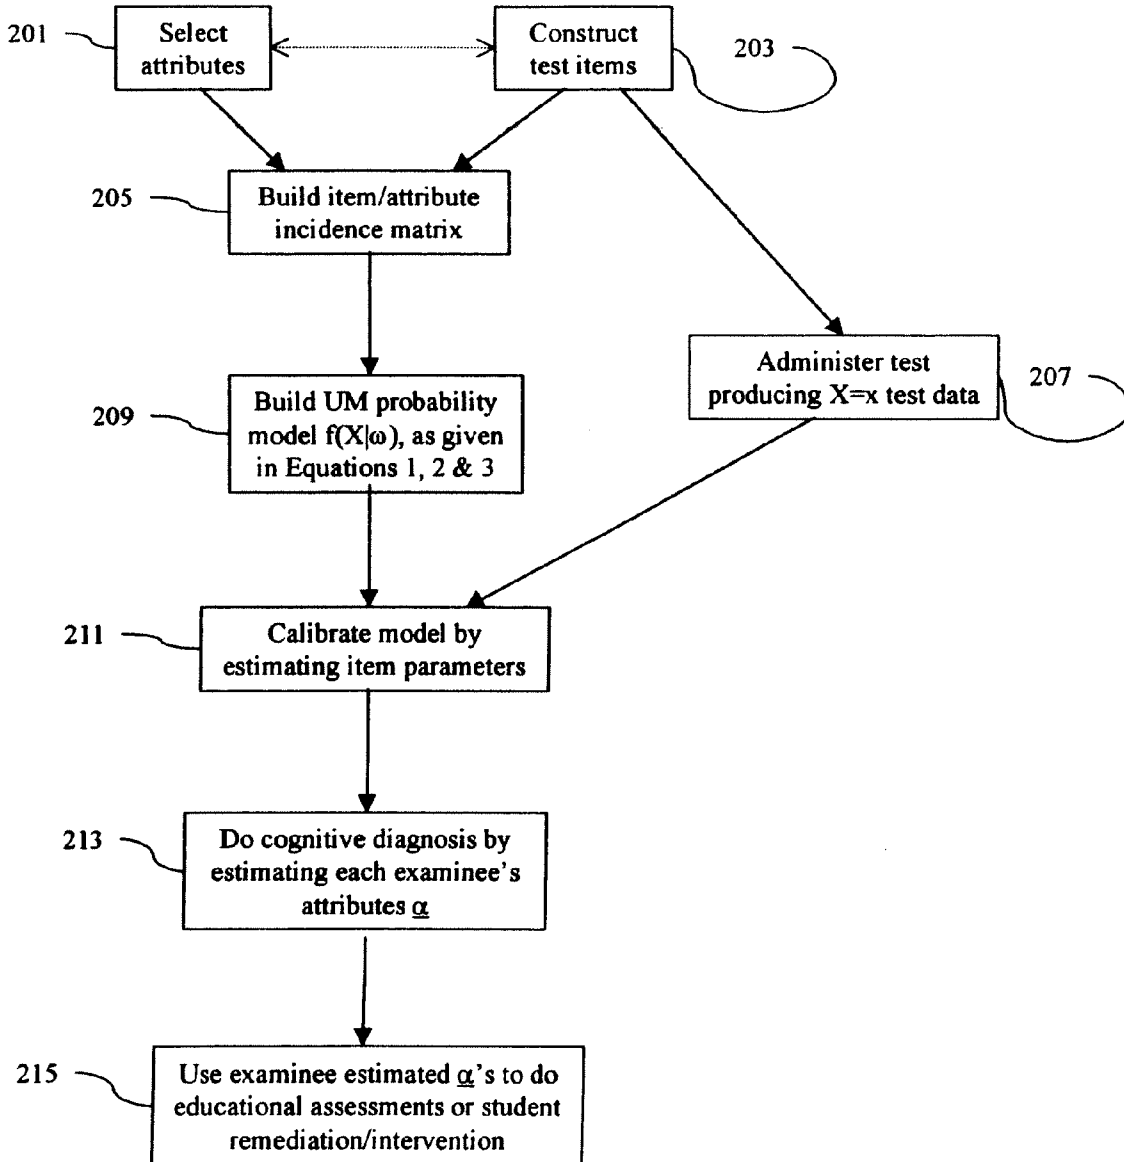 201
Select
attributes
Construct
test items
203
205
Build item/attribute
incidence matrix
Administer test
producing X=x test data
207
209
Build UM probability
model f(X|ω), as given
in Equations 1, 2 & 3
211
Calibrate model by
estimating item parameters
213
Do cognitive diagnosis by
estimating each examinee's
attributes α
215
Use examinee estimated α's to do
educational assessments or student
remediation/intervention